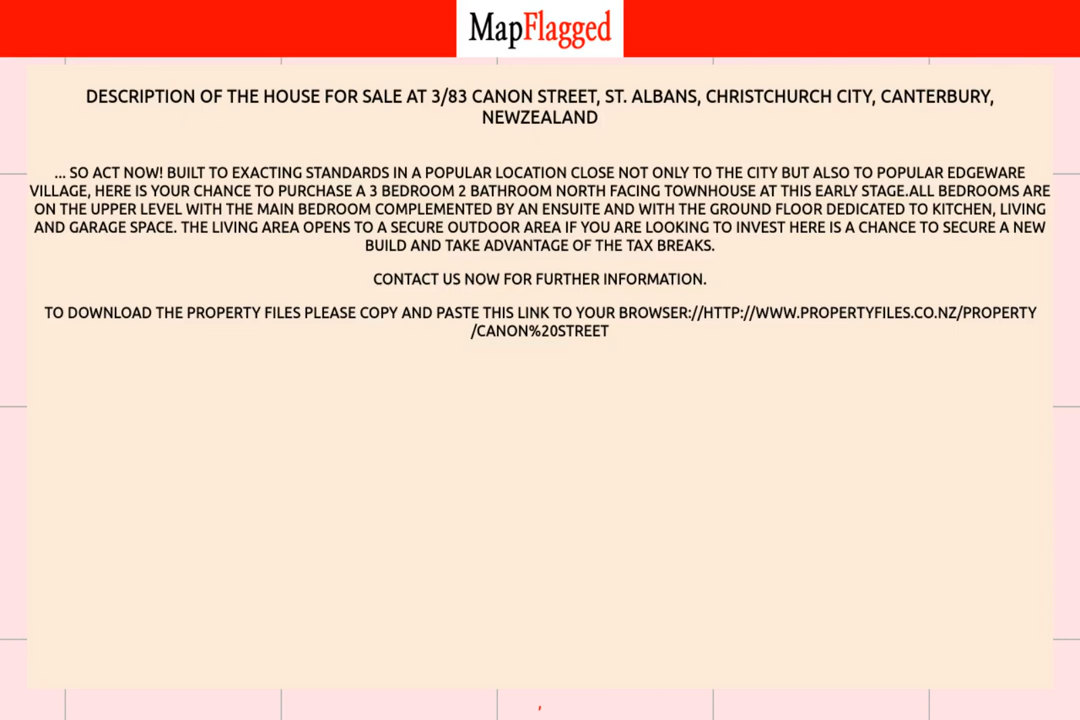 MapFlagged
DESCRIPTION OF THE HOUSE FOR SALE AT 3/83 CANON STREET, ST. ALBANS, CHRISTCHURCH CITY, CANTERBURY,
NEWZEALAND
... SO ACT NOW! BUILT TO EXACTING STANDARDS IN A POPULAR LOCATION CLOSE NOT ONLY TO THE CITY BUT ALSO TO POPULAR EDGEWARE
VILLAGE, HERE IS YOUR CHANCE TO PURCHASE A 3 BEDROOM 2 BATHROOM NORTH FACING TOWNHOUSE AT THIS EARLY STAGE.ALL BEDROOMS ARE
ON THE UPPER LEVEL WITH THE MAIN BEDROOM COMPLEMENTED BY AN ENSUITE AND WITH THE GROUND FLOOR DEDICATED TO KITCHEN, LIVING
AND GARAGE SPACE. THE LIVING AREA OPENS TO A SECURE OUTDOOR AREA IF YOU ARE LOOKING TO INVEST HERE IS A CHANCE TO SECURE A NEW
BUILD AND TAKE ADVANTAGE OF THE TAX BREAKS.
CONTACT US NOW FOR FURTHER INFORMATION.
TO DOWNLOAD THE PROPERTY FILES PLEASE COPY AND PASTE THIS LINK TO YOUR BROWSER://HTTP://WWW.PROPERTYFILES.CO.NZ/PROPERTY
/CANON%20STREET
,